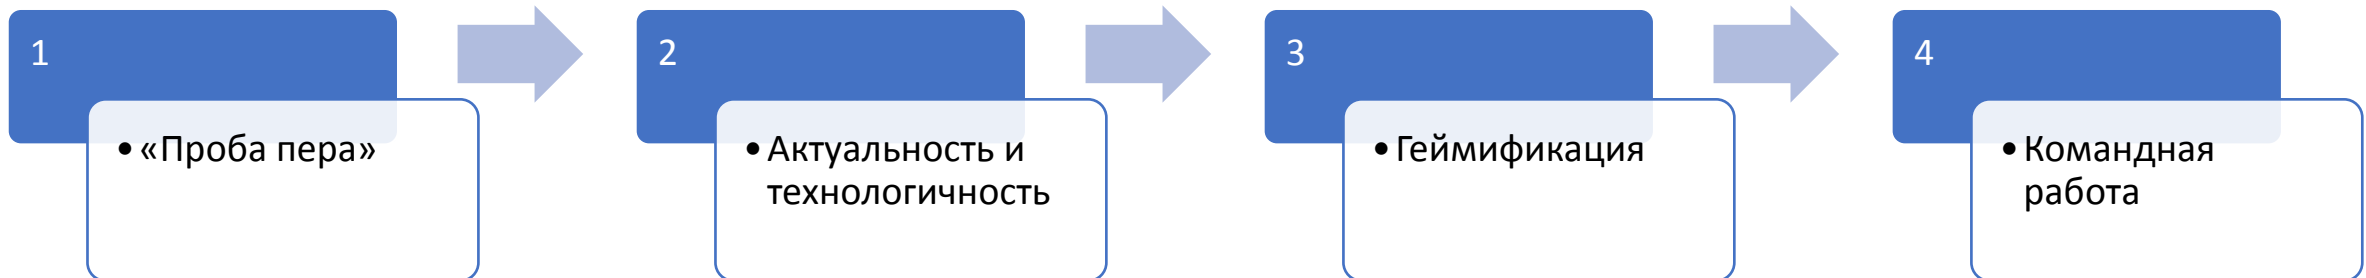 1
• «Проба пера»
2
• Актуальность и
технологичность
3
• Геймификация
4
• Командная
работа